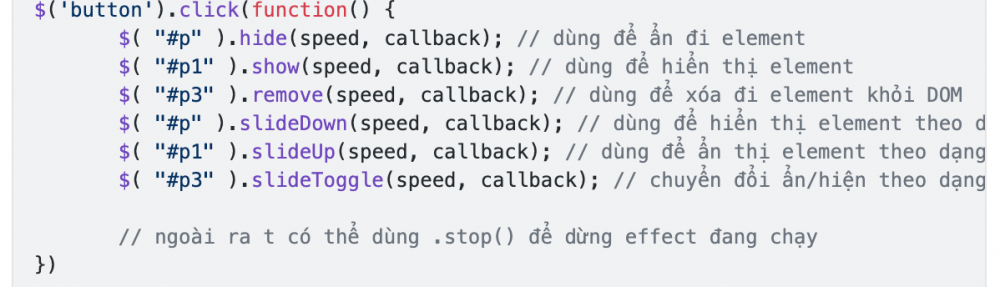 $('button').click(function() {
$( "#p" ).hide(speed, callback); // dùng để ẩn đi element
$( "#p1" ).show(speed, callback); // dùng để hiển thị element
$( "#p3" ).remove(speed, callback); // dùng để xóa đi element khỏi DOM
$( "#p" ).slideDown(speed, callback); // dùng để hiển thị element theo d
$( "#p1" ).slideUp(speed, callback); // dùng để ẩn thị element theo dạng
$( "#p3" ).slideToggle(speed, callback); // chuyển đổi ẩn/hiện theo dạng
// ngoài ra t có thể dùng .stop() để dừng effect đang chạy
})